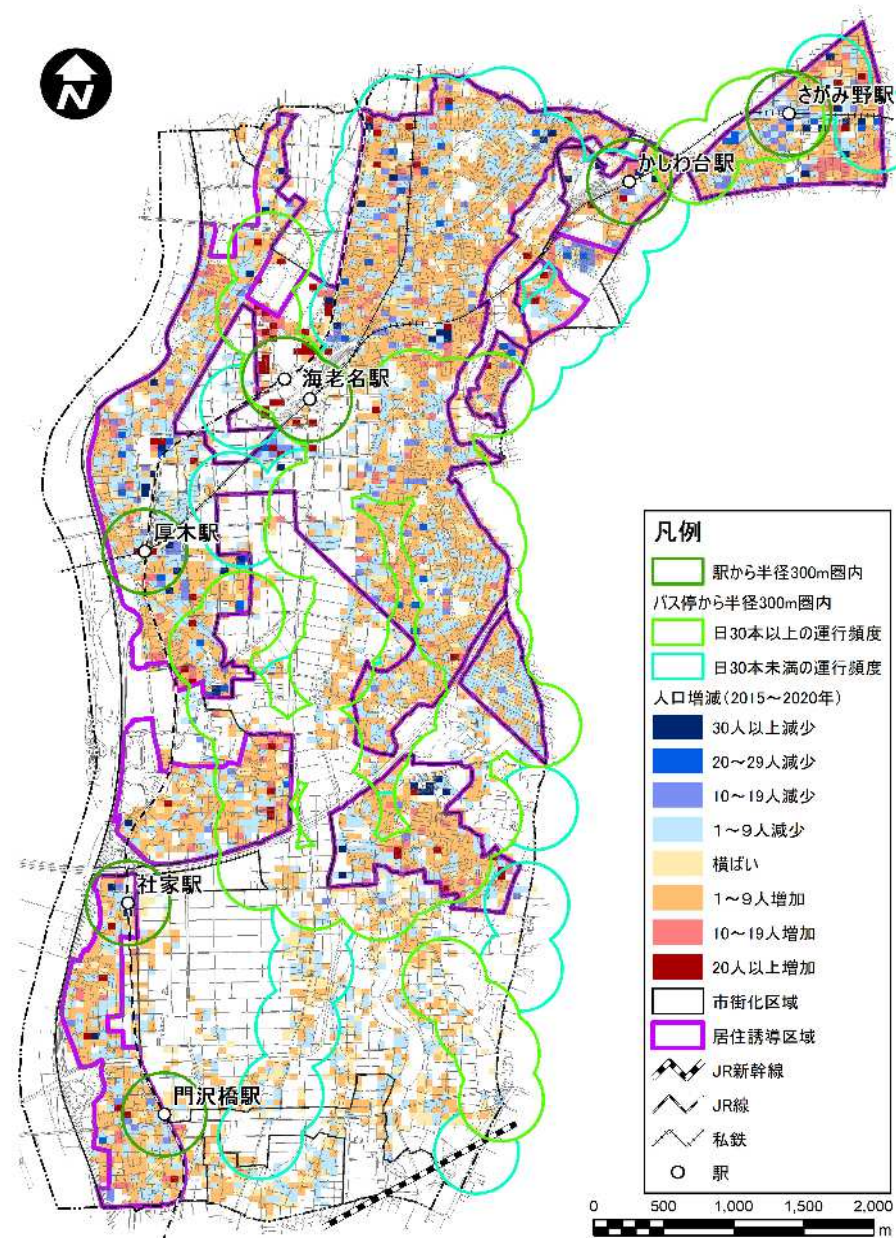 N
さがみ野駅
かしわ台駅
海老名駅
厚木駅
社家駅
門沢橋駅
凡例
駅から半径300m圏内
バス停から半径300m圏内
日30本以上の運行頻度
日30本未満の運行頻度
人口増減(2015～2020年)
30人以上減少
20～29人減少
10～19人減少
1～9人減少
横ばい
1～9人増加
10～19人増加
20人以上増加
市街化区域
居住誘導区域
JR新幹線
JR線
私鉄
駅
0 500 1,000 1,500 2,000
m